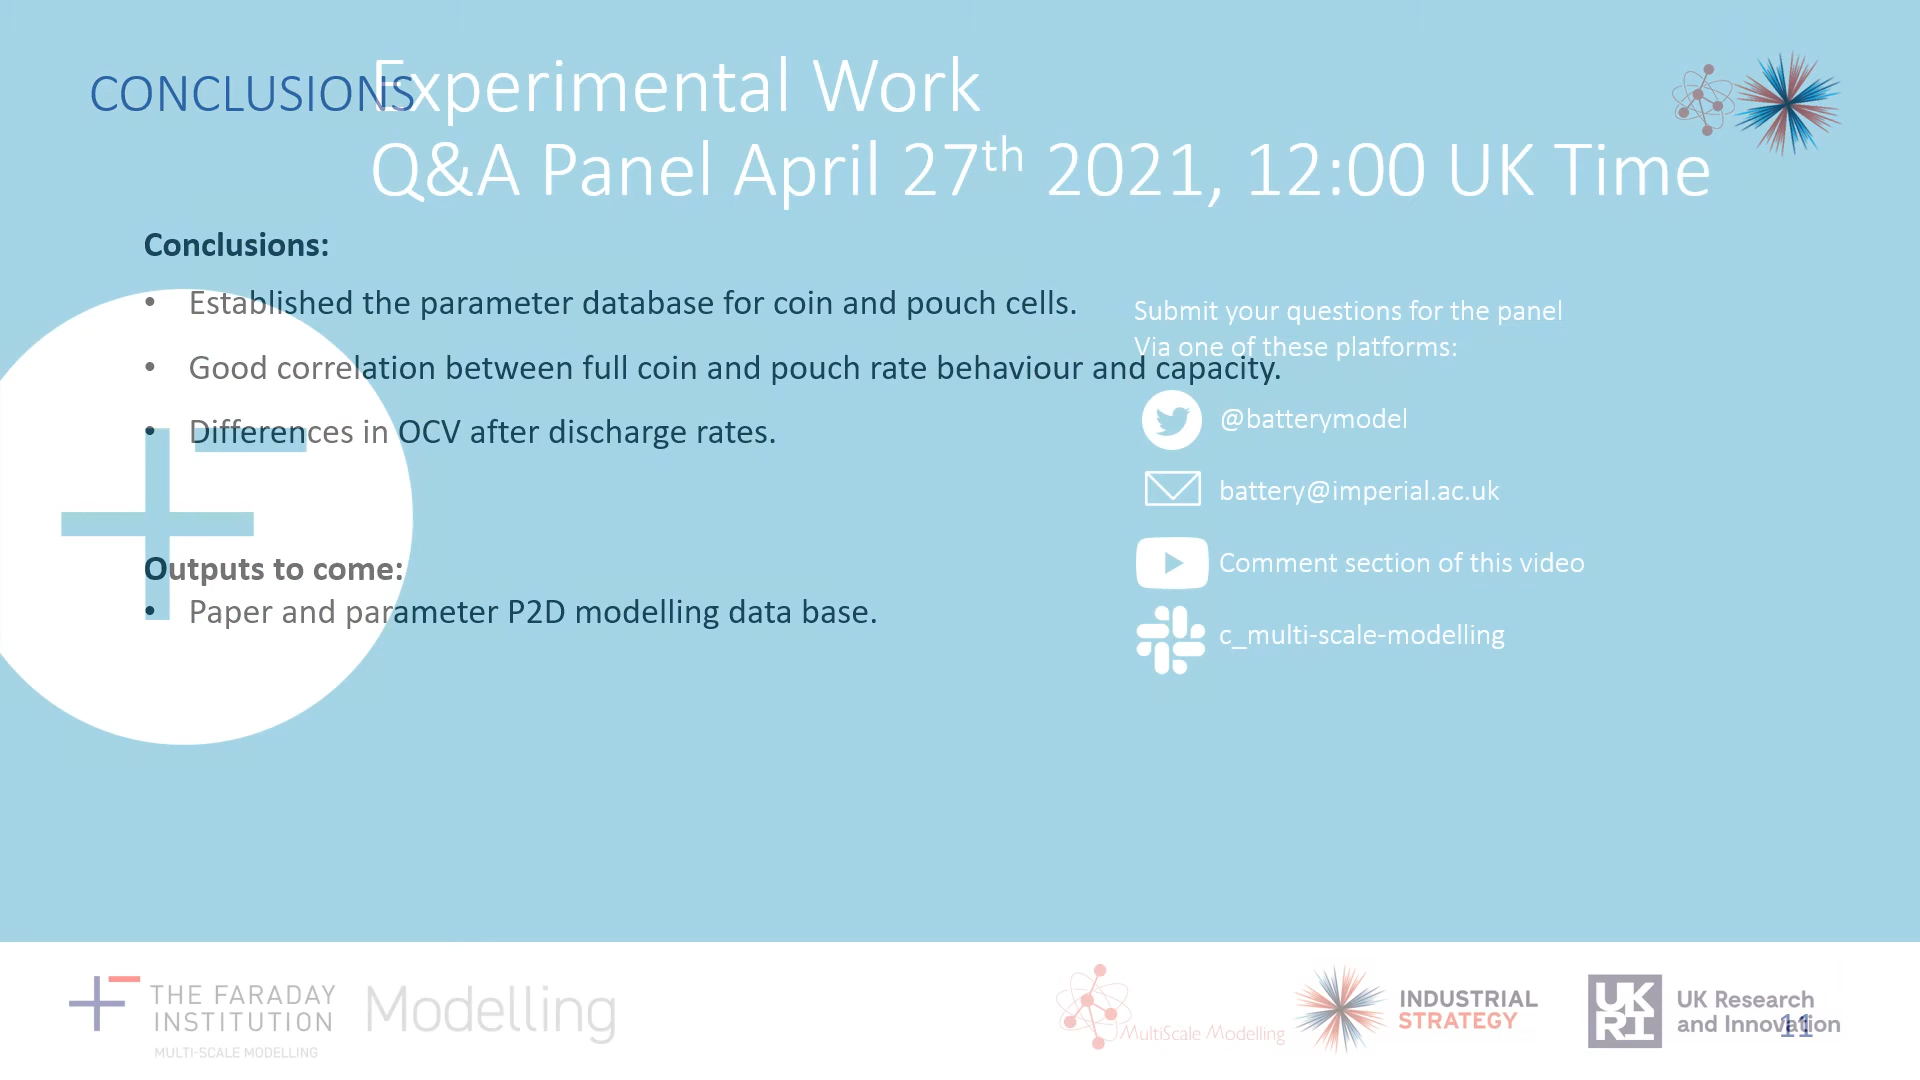 CONCLUSIONS
Experimental Work
Q&A Panel April 27th 2021, 12:00 UK Time
Conclusions:
• Established the parameter database for coin and pouch cells.
• Good correlation between full coin and pouch rate behaviour and capacity.
• Differences in OCV after discharge rates.
Outputs to come:
• Paper and parameter P2D modelling data base.
Submit your questions for the panel
Via one of these platforms:
@batterymodel
battery@imperial.ac.uk
Comment section of this video
c_multi-scale-modelling
THE FARADAY
INSTITUTION
MULTI-SCALE MODELLING
Modelling
MultiScale Modelling
INDUSTRIAL
STRATEGY
UK
RI
UK Research
and Innovation
11